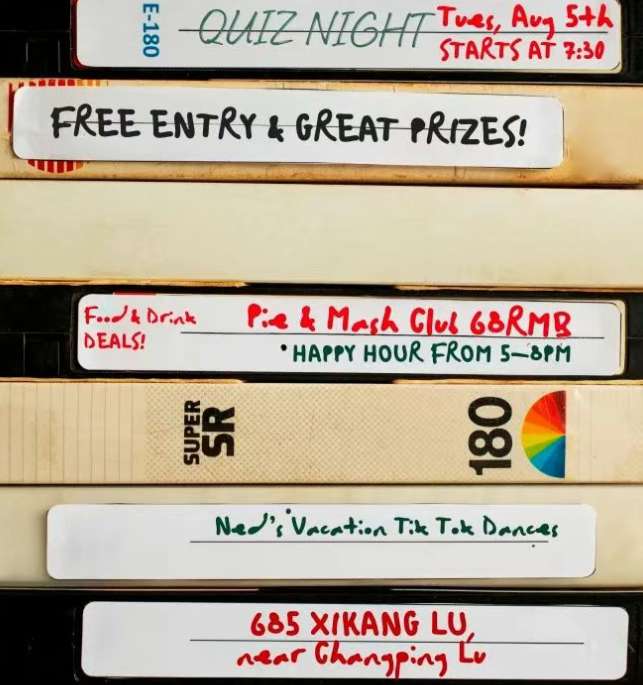 E-180
QUIZ NIGHT
Tues, Aug 5th
STARTS AT 7:30
FREE ENTRY & GREAT PRIZES!
Food & Drink
DEALS!
Pie & Mash Club 68RMB
• HAPPY HOUR FROM 5-8PM
SUPER
SR
180
Ned's Vacation Tik Tok Dances
685 XIKANG LU,
near Changping Lu